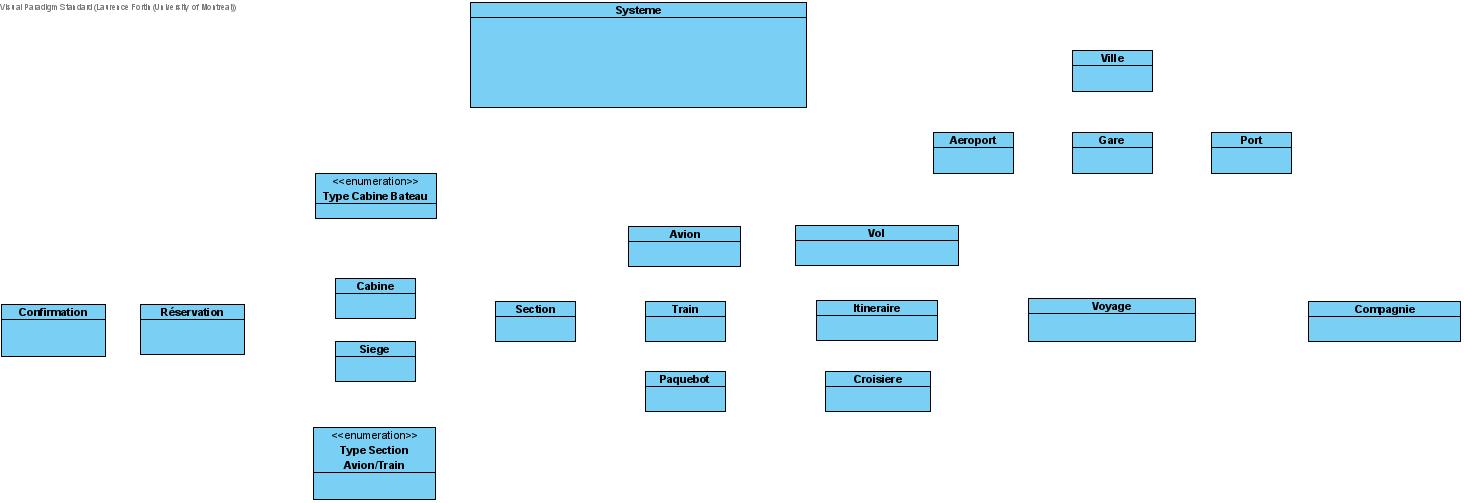 Visual Paradigm Standard (Laurence Fortin (University of Montreal))
Systeme
Ville
Aeroport
Gare
Port
<<enumeration>>
Type Cabine Bateau
Avion
Vol
Cabine
Confirmation
Réservation
Section
Train
Itineraire
Voyage
Compagnie
Siege
Paquebot
Croisiere
<<enumeration>>
Type Section
Avion/Train